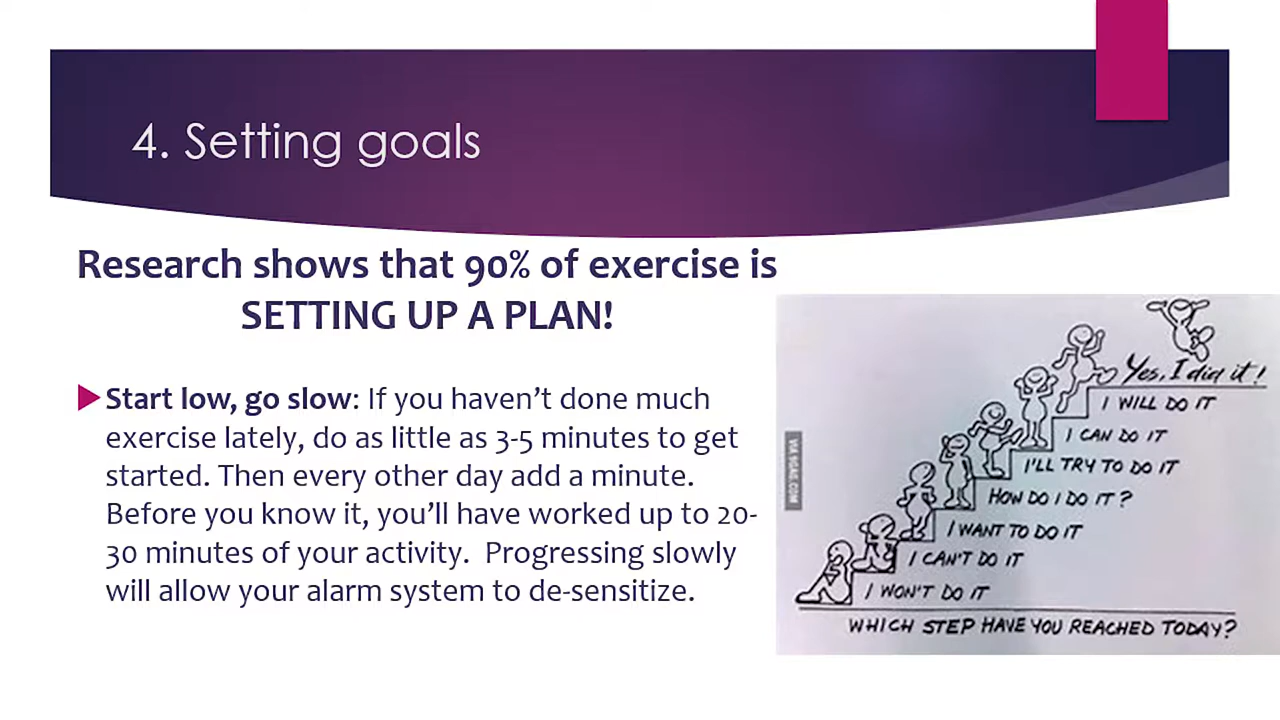 4. Setting goals
Research shows that 90% of exercise is
SETTING UP A PLAN!
Start low, go slow: If you haven’t done much
exercise lately, do as little as 3-5 minutes to get
started. Then every other day add a minute.
Before you know it, you’ll have worked up to 20-
30 minutes of your activity. Progressing slowly
will allow your alarm system to de-sensitize.
Yes, I did it!
I WILL DO IT
I CAN DO IT
I'LL TRY TO DO IT
HOW DO I DO IT?
I WANT TO DO IT
I CAN'T DO IT
I WON'T DO IT
WHICH STEP HAVE YOU REACHED TODAY?
VIA 9GAG.COM